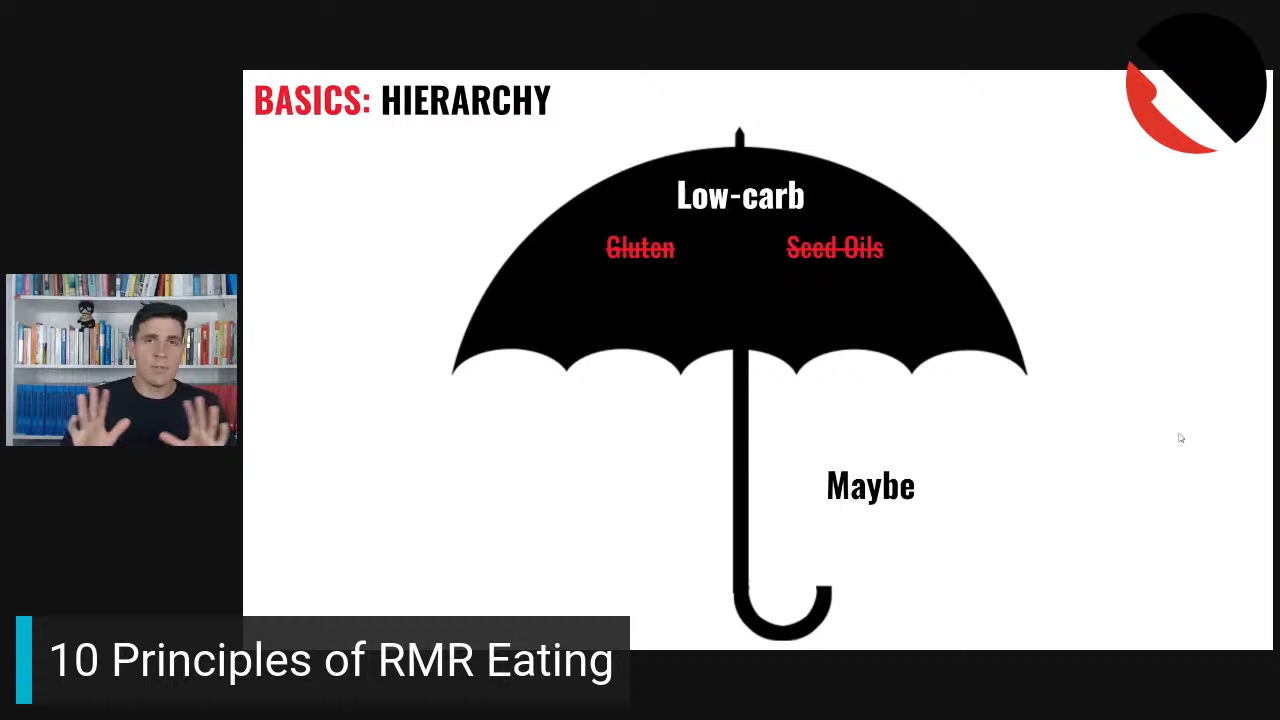 BASICS: HIERARCHY
Low-carb
Gluten Seed Oils
Maybe
10 Principles of RMR Eating